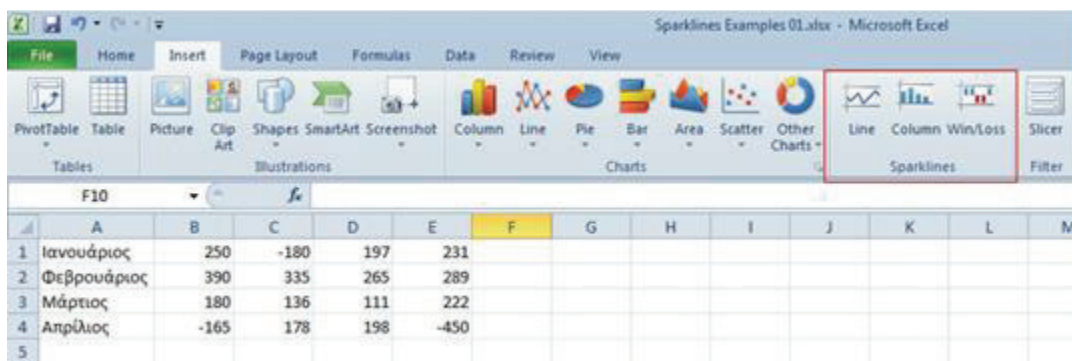 Sparklines Examples 01.xlsx - Microsoft Excel
File Home Insert Page Layout Formulas Data Review View
PivotTable Table Picture Clip Art Shapes SmartArt Screenshot Column Line Pie Bar Area Scatter Other Charts Line Column Win/Loss Slicer
Tables Illustrations Charts Sparklines Filter
F10 fx
A B C D E F G H I J K L M
1 Ιανουάριος 250 -180 197 231
2 Φεβρουάριος 390 335 265 289
3 Μάρτιος 180 136 111 222
4 Απρίλιος -165 178 198 -450
5